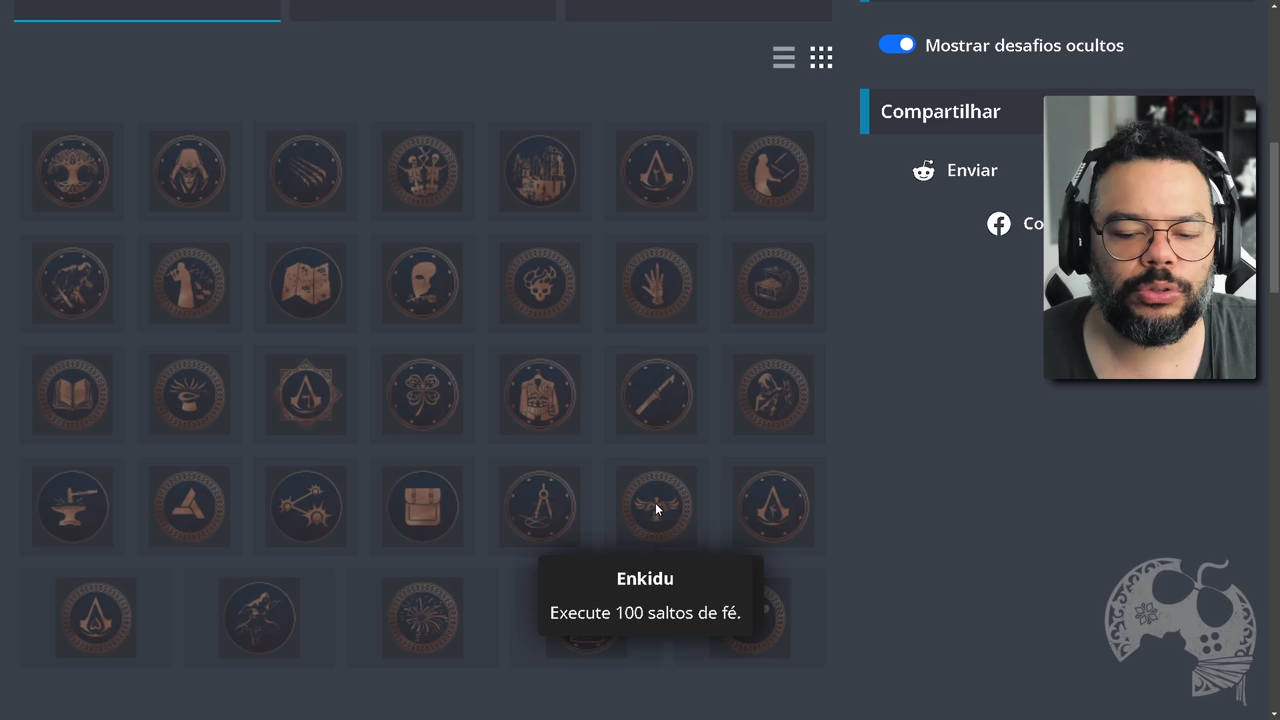 Mostrar desafios ocultos
Compartilhar
Enviar
Co
Enkidu
Execute 100 saltos de fé.